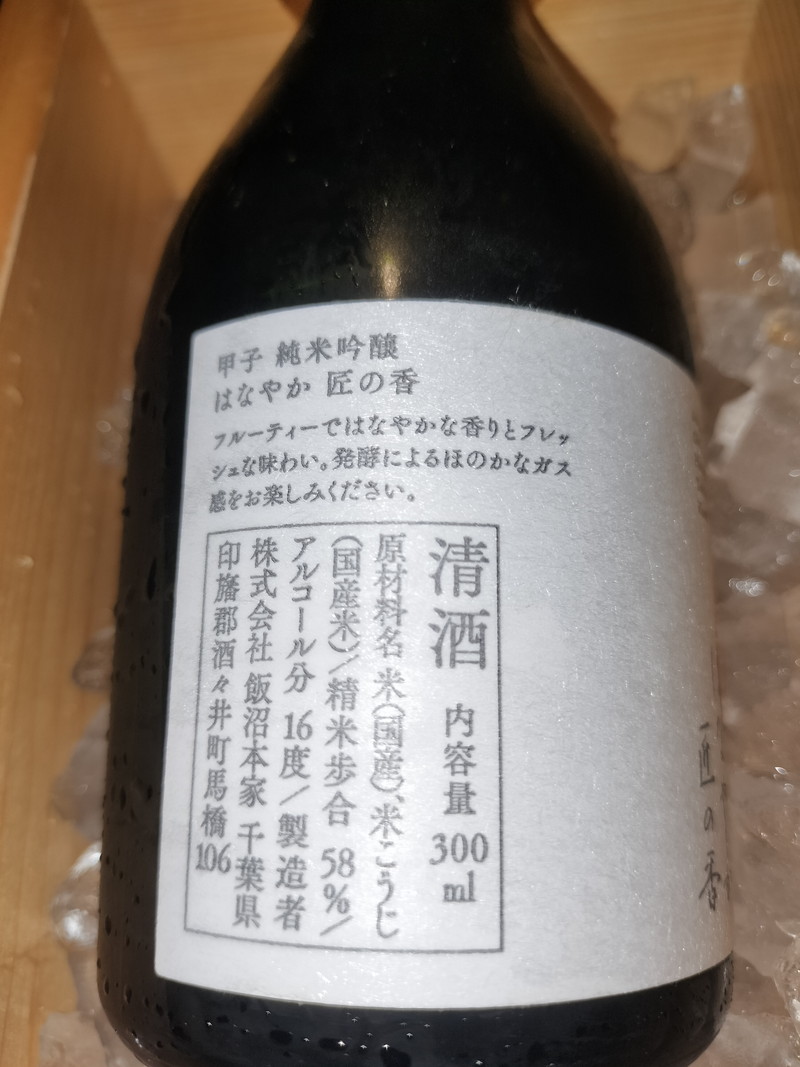 甲子 純米吟醸
はなやか 匠の香
フルーティーではなやかな香りとフレッ
シュな味わい。発酵によるほのかなガス
感をお楽しみください。
清酒 内容量 300 ml
原材料名 米(国産)、米こうじ
(国産米)/精米歩合 58%/
アルコール分 16度/製造者
株式会社 飯沼本家 千葉県
印旛郡酒々井町馬橋106
匠の香